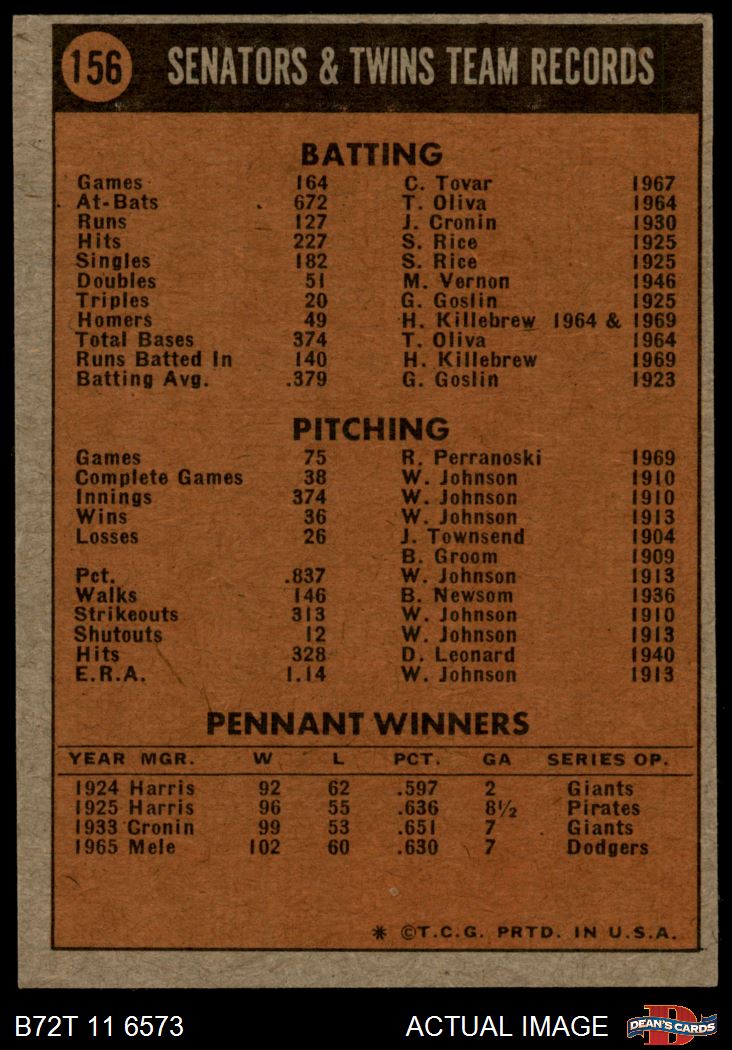 156 SENATORS & TWINS TEAM RECORDS
BATTING
Games 164 C. Tovar 1967
At-Bats 672 T. Oliva 1964
Runs 127 J. Cronin 1930
Hits 227 S. Rice 1925
Singles 182 S. Rice 1925
Doubles 51 M. Vernon 1946
Triples 20 G. Goslin 1925
Homers 49 H. Killebrew 1964 & 1969
Total Bases 374 T. Oliva 1964
Runs Batted In 140 H. Killebrew 1969
Batting Avg. .379 G. Goslin 1923
PITCHING
Games 75 R. Perranoski 1969
Complete Games 38 W. Johnson 1910
Innings 374 W. Johnson 1910
Wins 36 W. Johnson 1913
Losses 26 J. Townsend 1904
B. Groom 1909
Pct. .837 W. Johnson 1913
Walks 146 B. Newsom 1936
Strikeouts 313 W. Johnson 1910
Shutouts 12 W. Johnson 1913
Hits 328 D. Leonard 1940
E.R.A. 1.14 W. Johnson 1913
PENNANT WINNERS
YEAR MGR. W L PCT. GA SERIES OP.
1924 Harris 92 62 .597 2 Giants
1925 Harris 96 55 .636 8½ Pirates
1933 Cronin 99 53 .651 7 Giants
1965 Mele 102 60 .630 7 Dodgers
* ©T.C.G. PRTD. IN U.S.A.
B72T 11 6573 ACTUAL IMAGE D DEAN'S CARDS